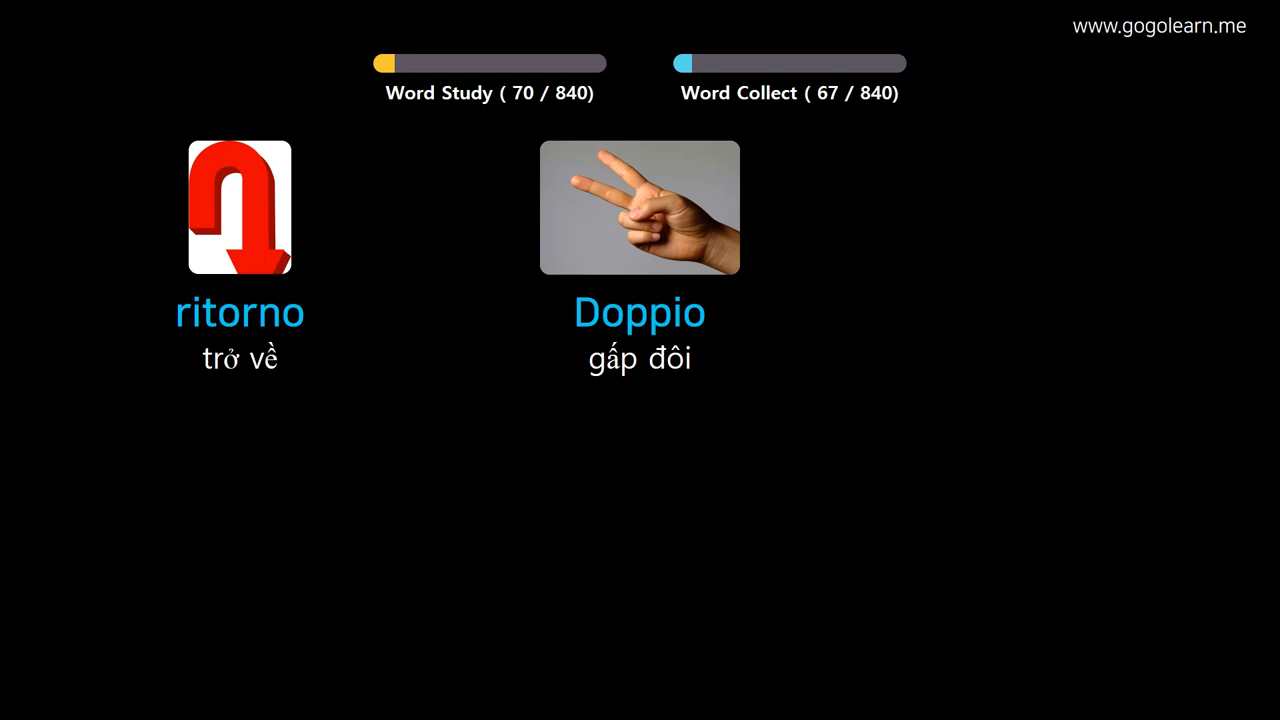 www.gogolearn.me
Word Study ( 70 / 840)
Word Collect ( 67 / 840)
ritorno
trở về
Doppio
gấp đôi